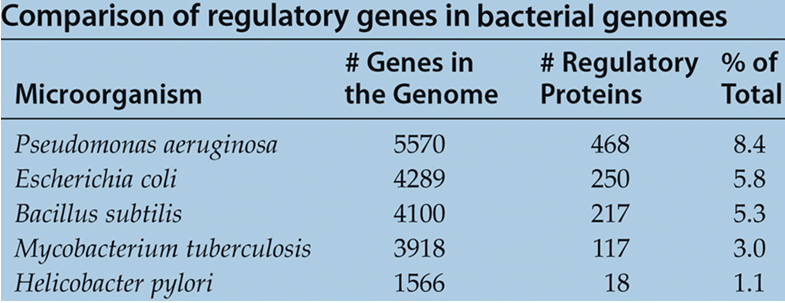 Comparison of regulatory genes in bacterial genomes
# Genes in # Regulatory % of
Microorganism the Genome Proteins Total
Pseudomonas aeruginosa 5570 468 8.4
Escherichia coli 4289 250 5.8
Bacillus subtilis 4100 217 5.3
Mycobacterium tuberculosis 3918 117 3.0
Helicobacter pylori 1566 18 1.1